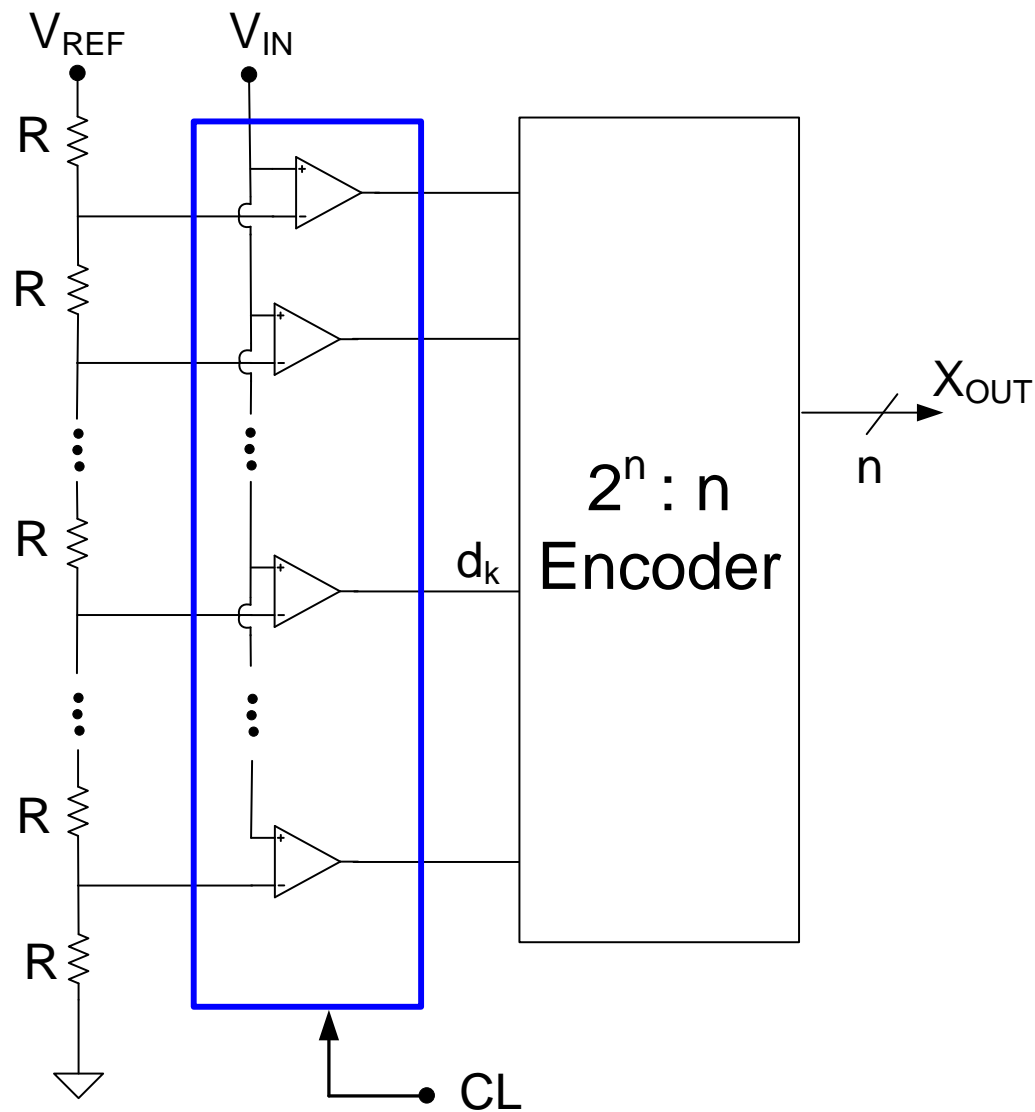 V_REF V_IN
R
R
R
R
R
d_k
2^n : n
Encoder
X_OUT
n
CL
+
-
+
-
+
-
+
-